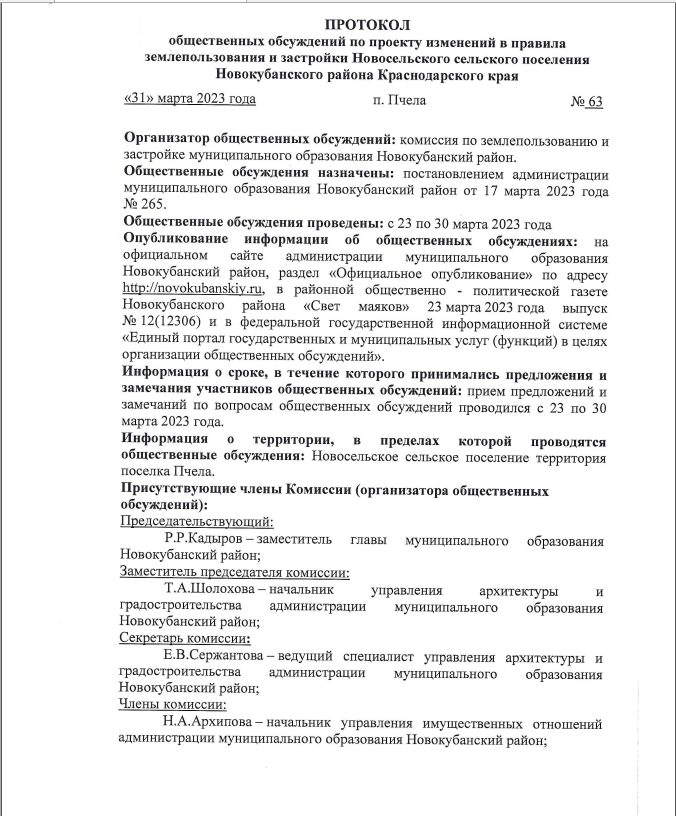 ПРОТОКОЛ
общественных обсуждений по проекту изменений в правила
землепользования и застройки Новосельского сельского поселения
Новокубанского района Краснодарского края
«31» марта 2023 года п. Пчела № 63
Организатор общественных обсуждений: комиссия по землепользованию и
застройке муниципального образования Новокубанский район.
Общественные обсуждения назначены: постановлением администрации
муниципального образования Новокубанский район от 17 марта 2023 года
№ 265.
Общественные обсуждения проведены: с 23 по 30 марта 2023 года
Опубликование информации об общественных обсуждениях: на
официальном сайте администрации муниципального образования
Новокубанский район, раздел «Официальное опубликование» по адресу
http://novokubanskiy.ru, в районной общественно - политической газете
Новокубанского района «Свет маяков» 23 марта 2023 года выпуск
№ 12(12306) и в федеральной государственной информационной системе
«Единый портал государственных и муниципальных услуг (функций) в целях
организации общественных обсуждений».
Информация о сроке, в течение которого принимались предложения и
замечания участников общественных обсуждений: прием предложений и
замечаний по вопросам общественных обсуждений проводился с 23 по 30
марта 2023 года.
Информация о территории, в пределах которой проводятся
общественные обсуждения: Новосельское сельское поселение территория
поселка Пчела.
Присутствующие члены Комиссии (организатора общественных
обсуждений):
Председательствующий:
Р.Р.Кадыров – заместитель главы муниципального образования
Новокубанский район;
Заместитель председателя комиссии:
Т.А.Шолохова – начальник управления архитектуры и
градостроительства администрации муниципального образования
Новокубанский район;
Секретарь комиссии:
Е.В.Сержантова – ведущий специалист управления архитектуры и
градостроительства администрации муниципального образования
Новокубанский район;
Члены комиссии:
Н.А.Архипова – начальник управления имущественных отношений
администрации муниципального образования Новокубанский район;